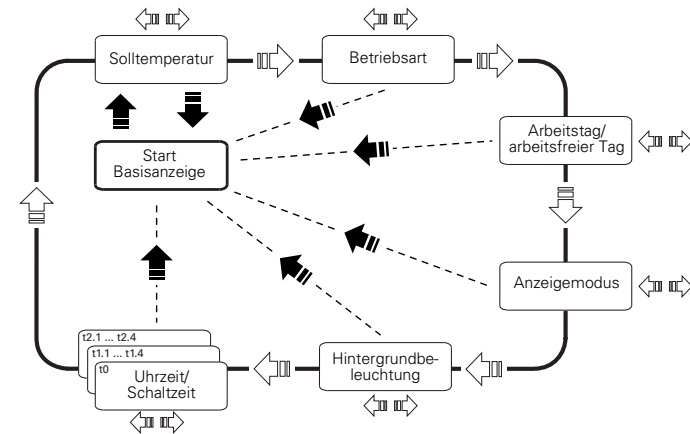 Solltemperatur
Betriebsart
Arbeitstag/
arbeitsfreier Tag
Start
Basisanzeige
Anzeigemodus
t2.1 ... t2.4
t1.1 ... t1.4
t0
Uhrzeit/
Schaltzeit
Hintergrundbe-
leuchtung